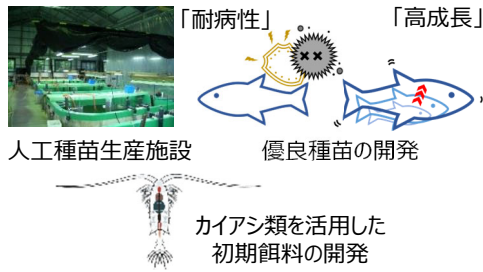 「耐病性」
「高成長」
人工種苗生産施設
優良種苗の開発
カイアシ類を活用した
初期餌料の開発